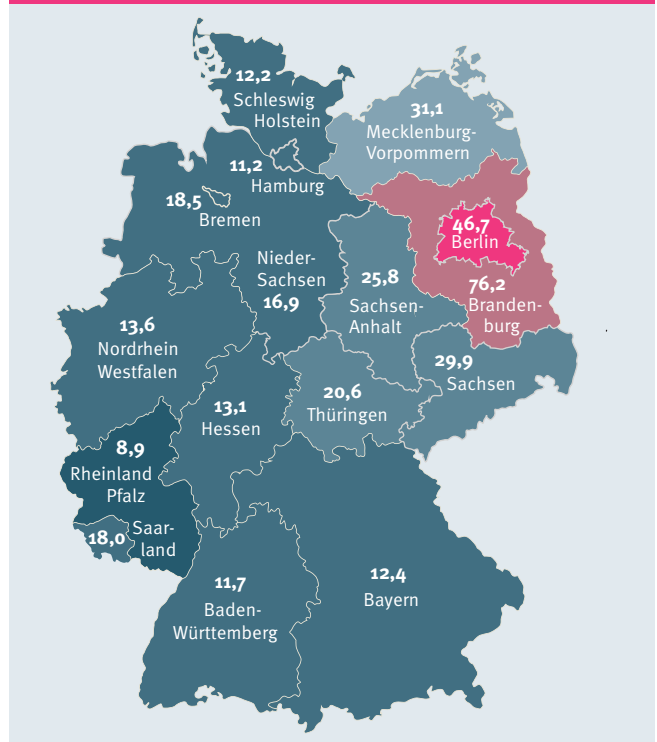 12,2
Schleswig
Holstein
31,1
Mecklenburg-
Vorpommern
11,2
Hamburg
18,5
Bremen
46,7
Berlin
Nieder-
Sachsen
16,9
25,8
Sachsen-
Anhalt
76,2
Branden-
burg
13,6
Nordrhein
Westfalen
29,9
Sachsen
13,1
Hessen
20,6
Thüringen
8,9
Rheinland
Pfalz
18,0
Saar-
land
11,7
Baden-
Württemberg
12,4
Bayern